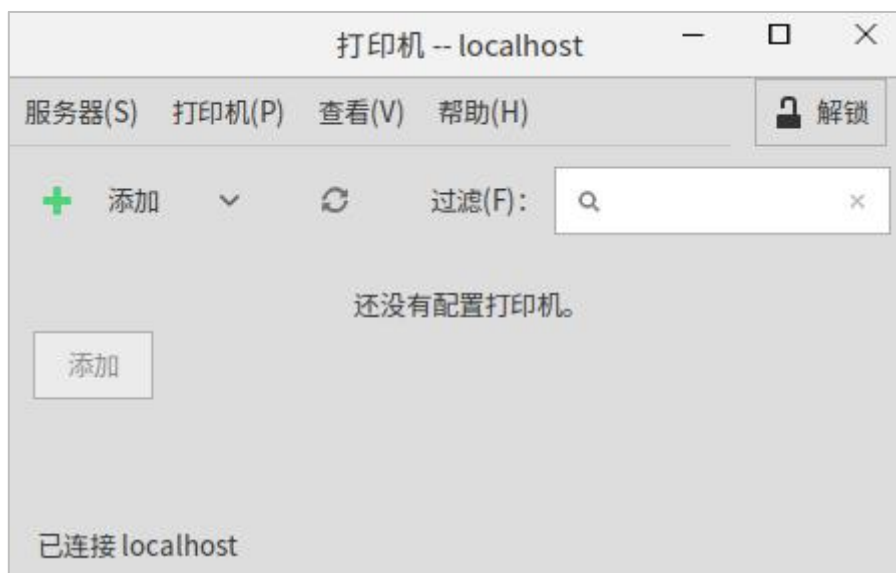 打印机 -- localhost
服务器(S) 打印机(P) 查看(V) 帮助(H) 解锁
添加 过滤(F)：
还没有配置打印机。
添加
已连接 localhost